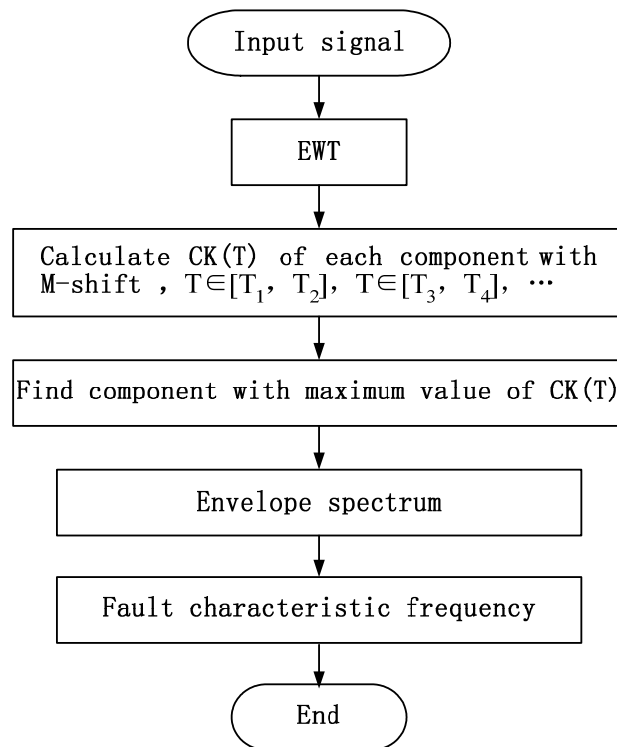 Input signal
EWT
Calculate CK(T) of each component with
M-shift , T∈[T₁, T₂], T∈[T₃, T₄], ⋯
Find component with maximum value of CK(T)
Envelope spectrum
Fault characteristic frequency
End